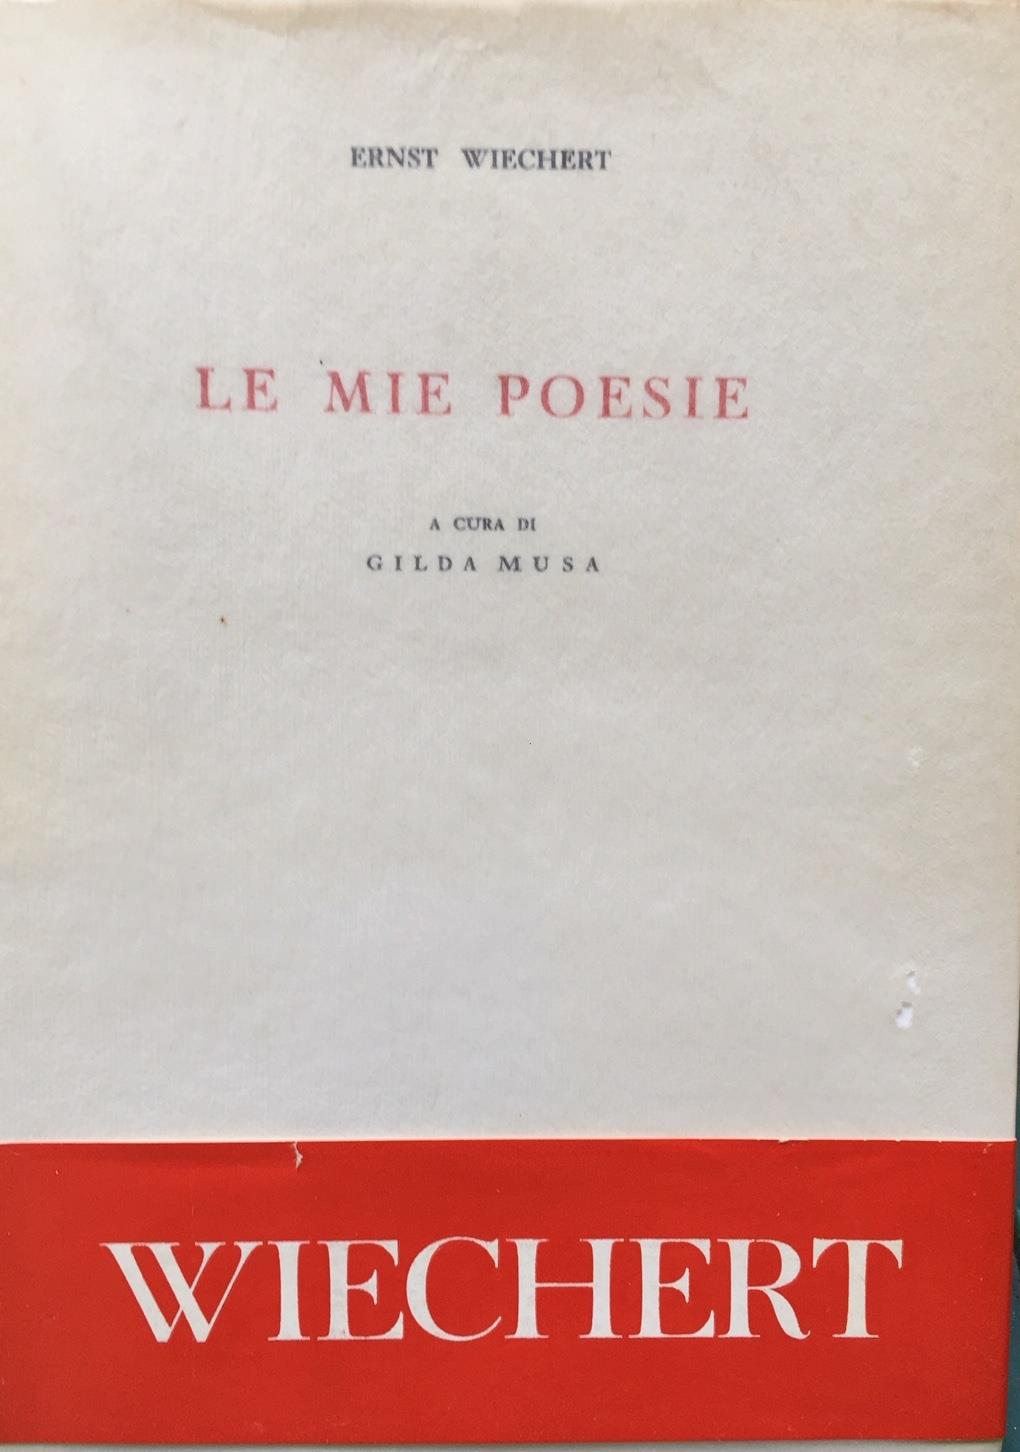 ERNST WIECHERT
LE MIE POESIE
A CURA DI
GILDA MUSA
WIECHERT